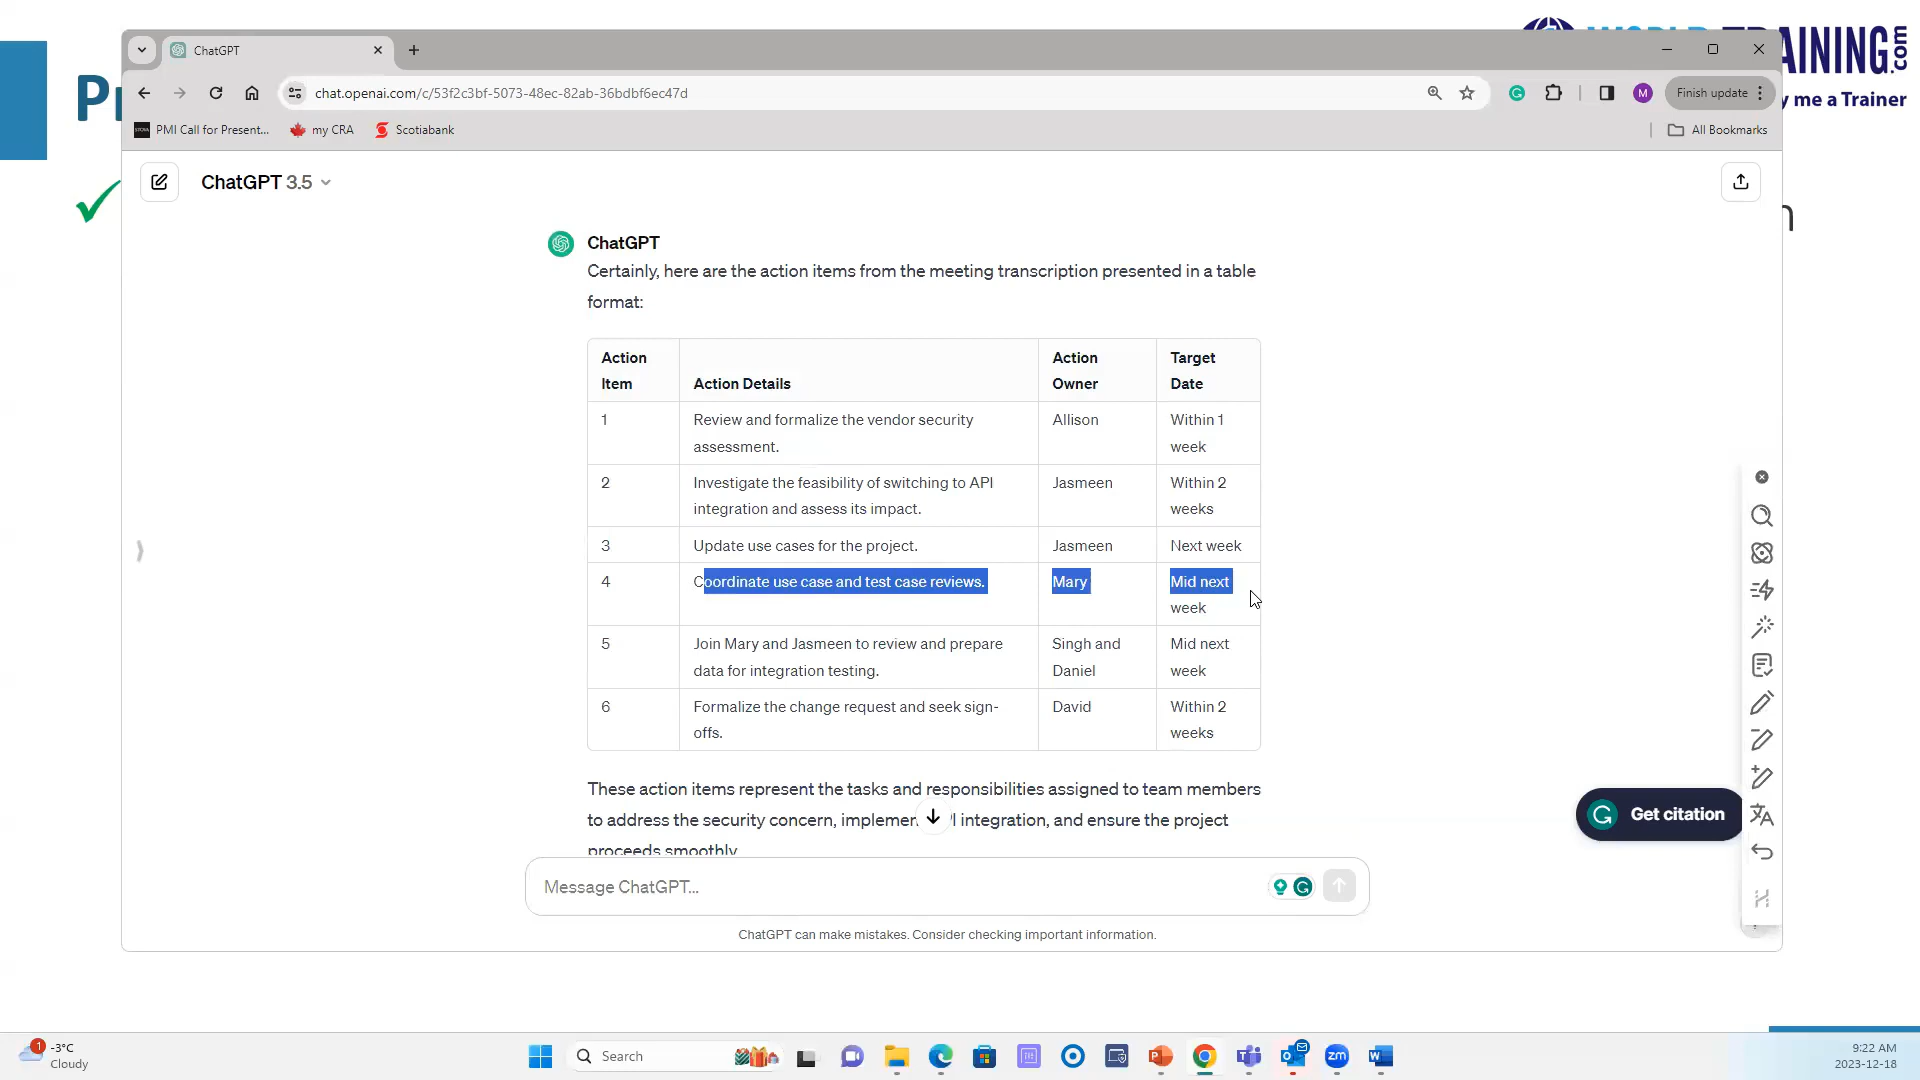 ChatGPT
AINING.com
Pr
y me a Trainer
chat.openai.com/c/53f2c3bf-5073-48ec-82ab-36bdbf6ec47d
M
Finish update
PMI Call for Present...
my CRA
Scotiabank
All Bookmarks
ChatGPT 3.5
n
ChatGPT
Certainly, here are the action items from the meeting transcription presented in a table
format:
Action Item Action Details Action Owner Target Date
1 Review and formalize the vendor security assessment. Allison Within 1 week
2 Investigate the feasibility of switching to API integration and assess its impact. Jasmeen Within 2 weeks
3 Update use cases for the project. Jasmeen Next week
4 Coordinate use case and test case reviews. Mary Mid next week
5 Join Mary and Jasmeen to review and prepare data for integration testing. Singh and Daniel Mid next week
6 Formalize the change request and seek sign-offs. David Within 2 weeks
These action items represent the tasks and responsibilities assigned to team members
to address the security concern, implemen I integration, and ensure the project
proceeds smoothly
Get citation
Message ChatGPT...
ChatGPT can make mistakes. Consider checking important information.
1
-3°C
Cloudy
Search
zm
9:22 AM
2023-12-18